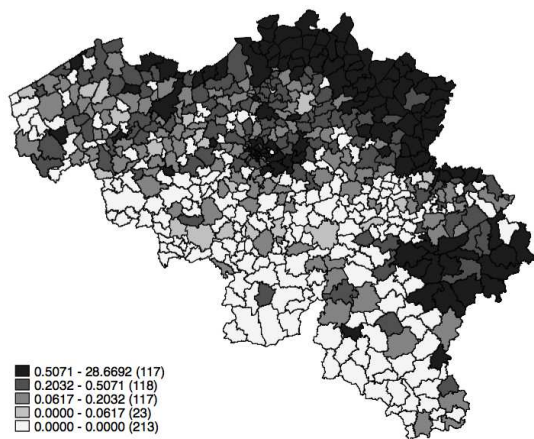 0.5071 - 28.6692 (117)
0.2032 - 0.5071 (118)
0.0617 - 0.2032 (117)
0.0000 - 0.0617 (23)
0.0000 - 0.0000 (213)